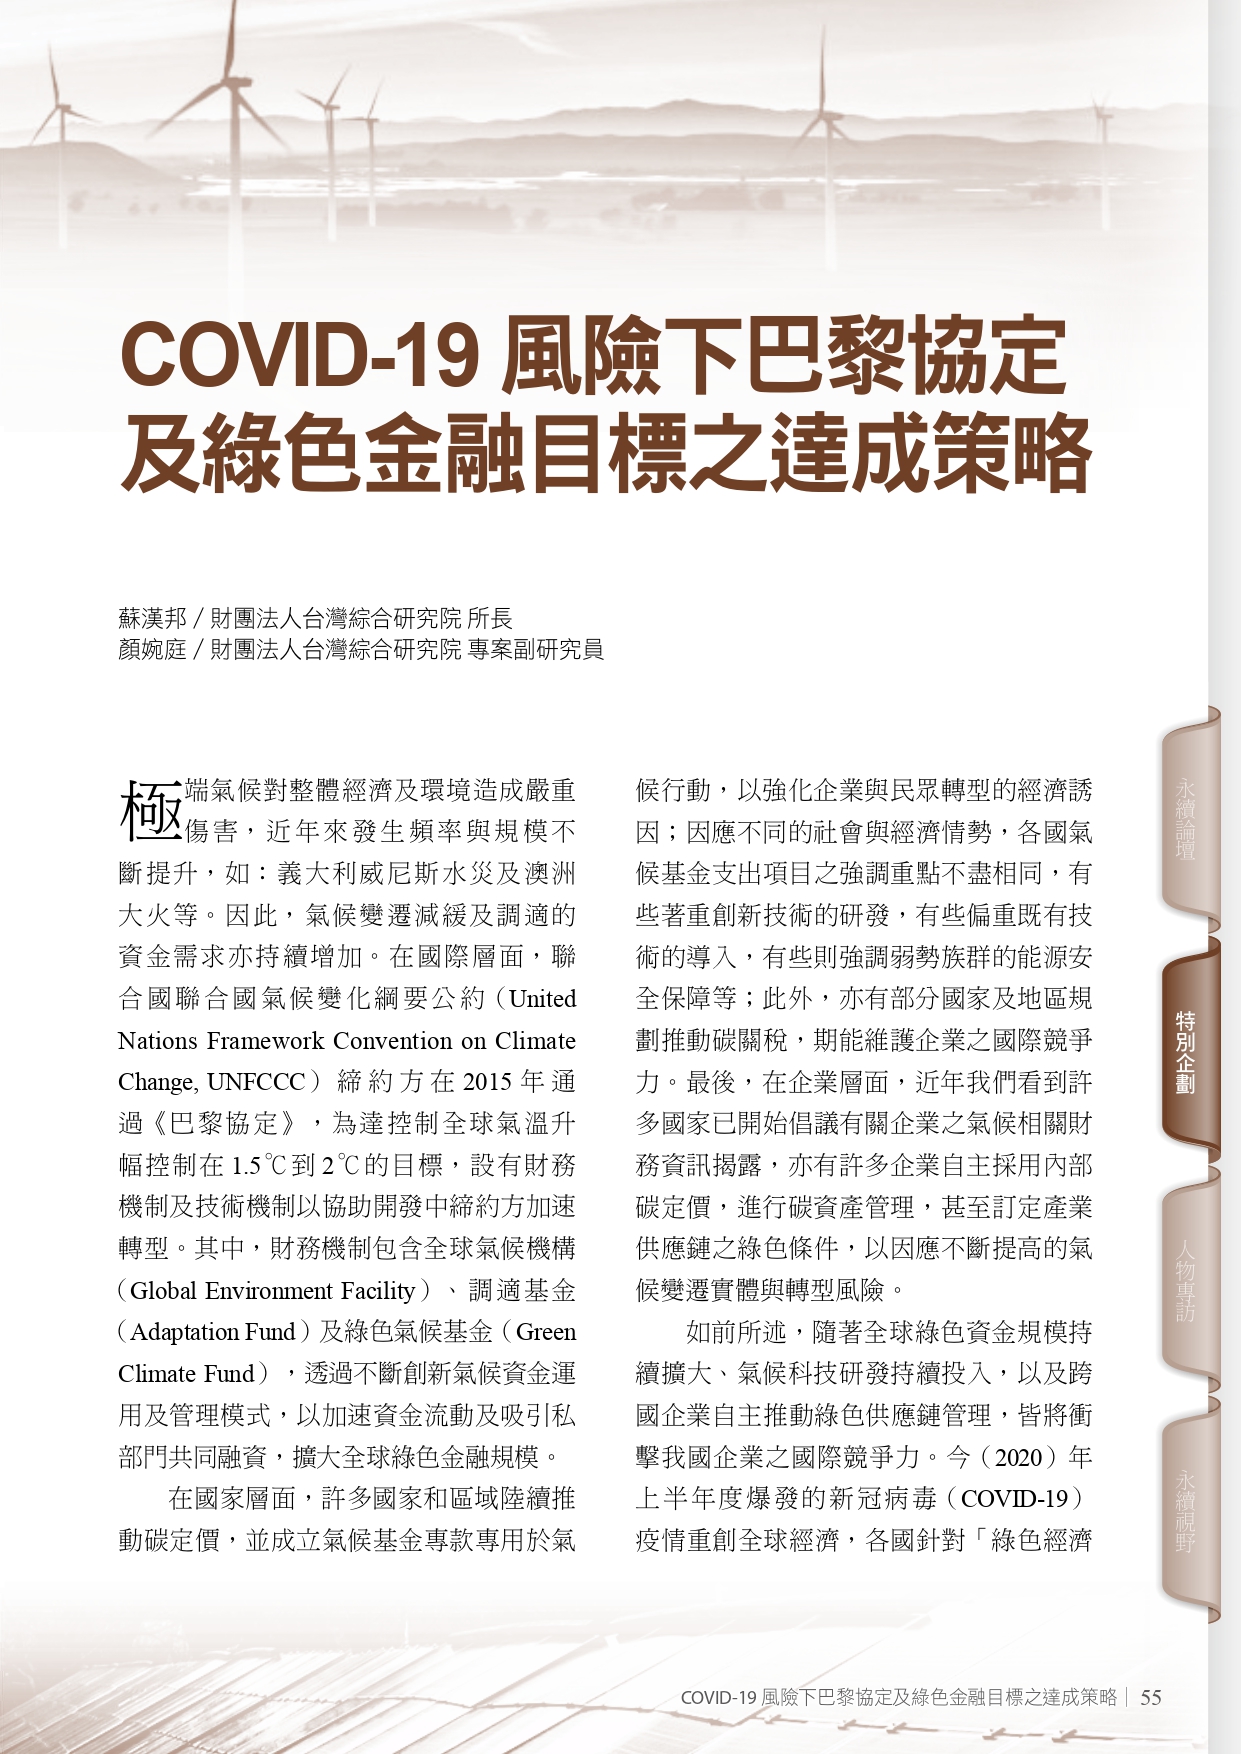 COVID-19 風險下巴黎協定
及綠色金融目標之達成策略
蘇漢邦 / 財團法人台灣綜合研究院 所長
顏婉庭 / 財團法人台灣綜合研究院 專案副研究員
極端氣候對整體經濟及環境造成嚴重
傷害，近年來發生頻率與規模不
斷提升，如：義大利威尼斯水災及澳洲
大火等。因此，氣候變遷減緩及調適的
資金需求亦持續增加。在國際層面，聯
合國聯合國氣候變化綱要公約（United
Nations Framework Convention on Climate
Change, UNFCCC）締約方在 2015 年通
過《巴黎協定》，為達控制全球氣溫升
幅控制在 1.5℃到 2℃的目標，設有財務
機制及技術機制以協助開發中締約方加速
轉型。其中，財務機制包含全球氣候機構
（Global Environment Facility）、調適基金
（Adaptation Fund）及綠色氣候基金（Green
Climate Fund），透過不斷創新氣候資金運
用及管理模式，以加速資金流動及吸引私
部門共同融資，擴大全球綠色金融規模。
在國家層面，許多國家和區域陸續推
動碳定價，並成立氣候基金專款專用於氣
候行動，以強化企業與民眾轉型的經濟誘
因；因應不同的社會與經濟情勢，各國氣
候基金支出項目之強調重點不盡相同，有
些著重創新技術的研發，有些偏重既有技
術的導入，有些則強調弱勢族群的能源安
全保障等；此外，亦有部分國家及地區規
劃推動碳關稅，期能維護企業之國際競爭
力。最後，在企業層面，近年我們看到許
多國家已開始倡議有關企業之氣候相關財
務資訊揭露，亦有許多企業自主採用內部
碳定價，進行碳資產管理，甚至訂定產業
供應鏈之綠色條件，以因應不斷提高的氣
候變遷實體與轉型風險。
如前所述，隨著全球綠色資金規模持
續擴大、氣候科技研發持續投入，以及跨
國企業自主推動綠色供應鏈管理，皆將衝
擊我國企業之國際競爭力。今（2020）年
上半年度爆發的新冠病毒（COVID-19）
疫情重創全球經濟，各國針對「綠色經濟
永續論壇
特別企劃
人物專訪
永續視野
COVID-19 風險下巴黎協定及綠色金融目標之達成策略｜ 55